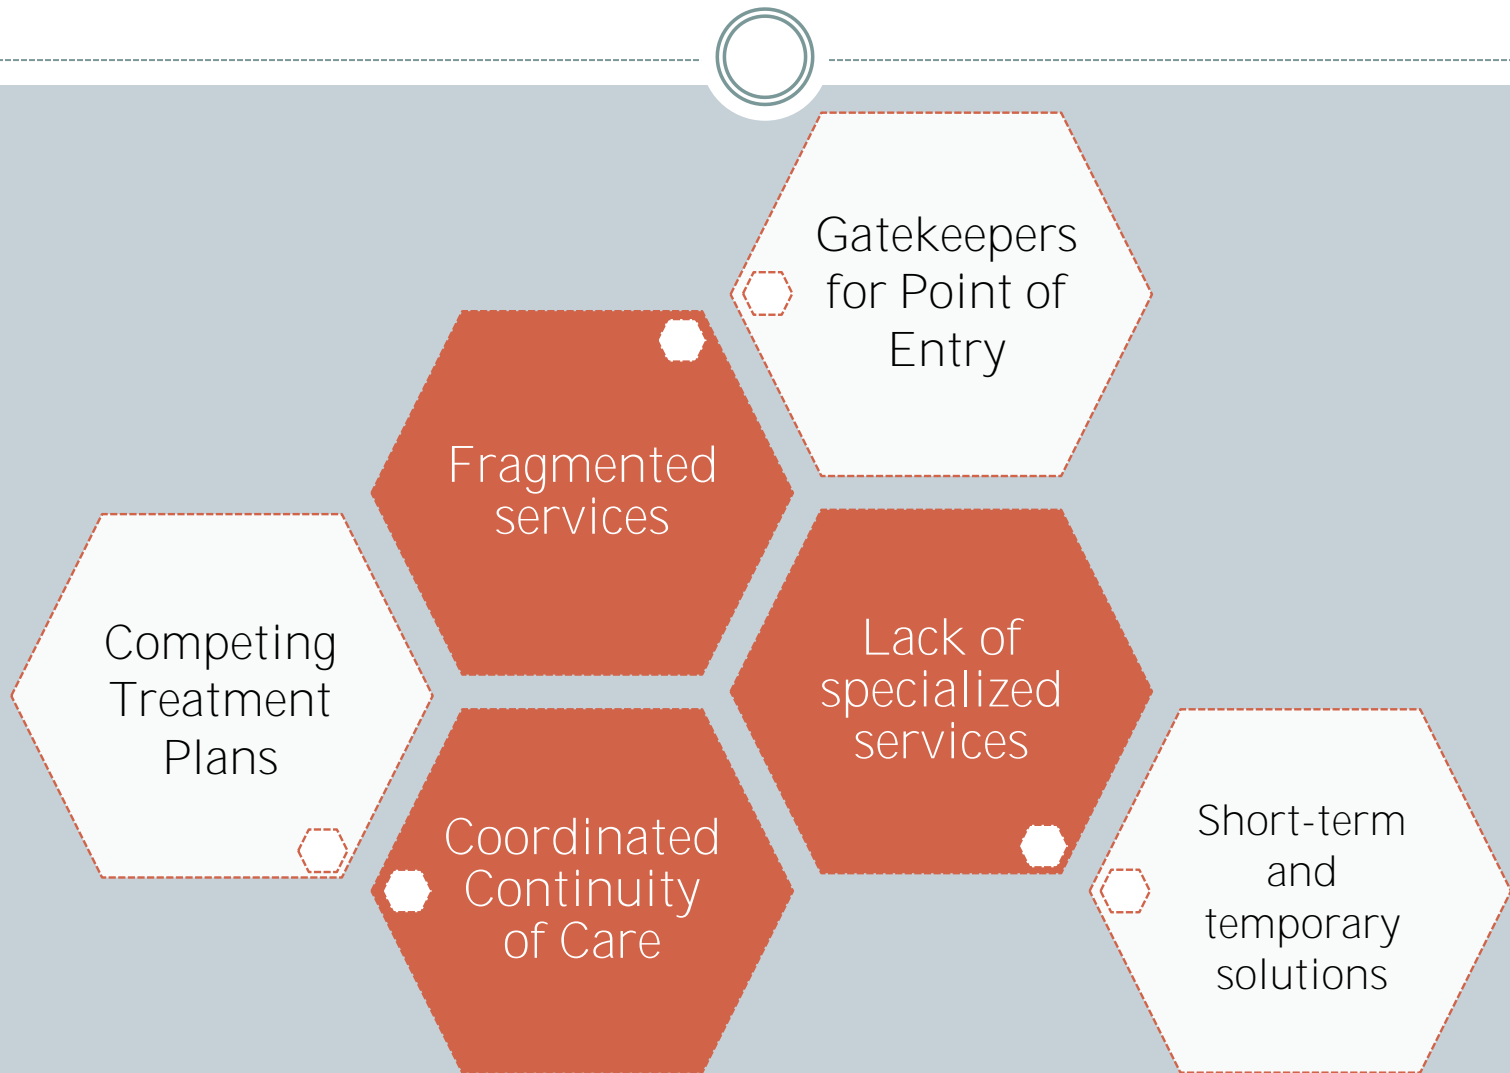 Gatekeepers
for Point of
Entry
Fragmented
services
Competing
Treatment
Plans
Lack of
specialized
services
Coordinated
Continuity
of Care
Short-term
and
temporary
solutions